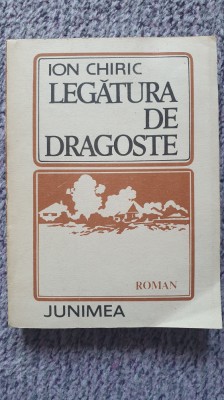 ION CHIRIC
LEGĂTURA
DE
DRAGOSTE
ROMAN
JUNIMEA